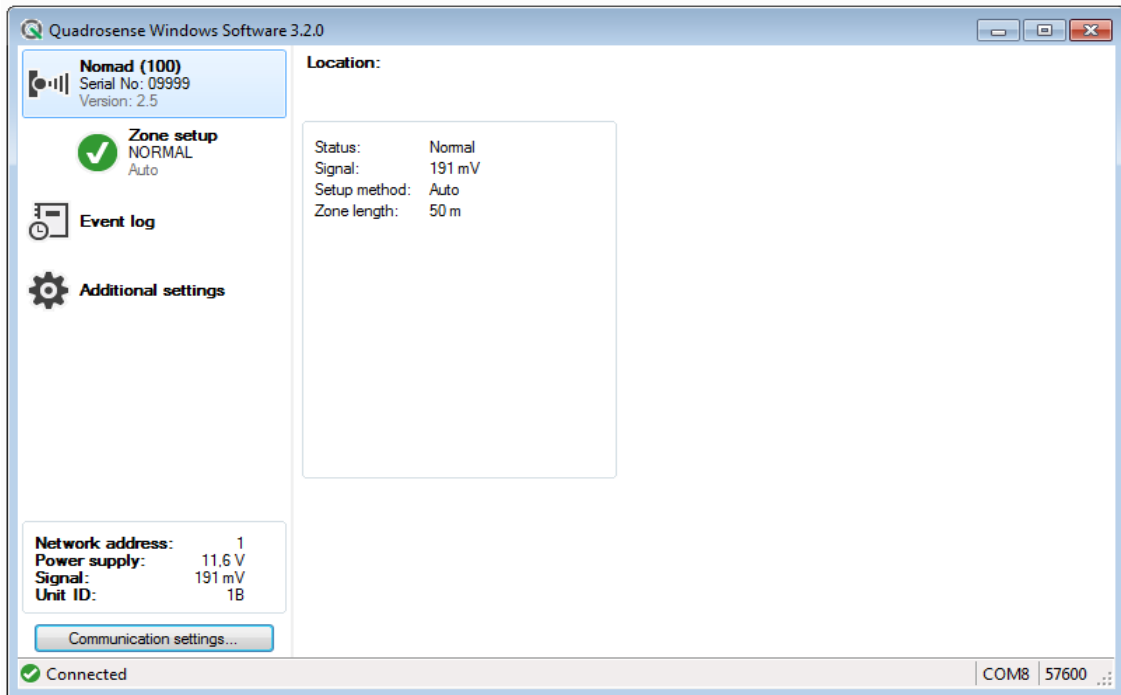 Quadrosense Windows Software 3.2.0
Nomad (100)
Serial No: 09999
Version: 2.5
Zone setup
NORMAL
Auto
Event log
Additional settings
Network address: 1
Power supply: 11,6 V
Signal: 191 mV
Unit ID: 1B
Communication settings...
Location:
Status: Normal
Signal: 191 mV
Setup method: Auto
Zone length: 50 m
Connected
COM8 57600